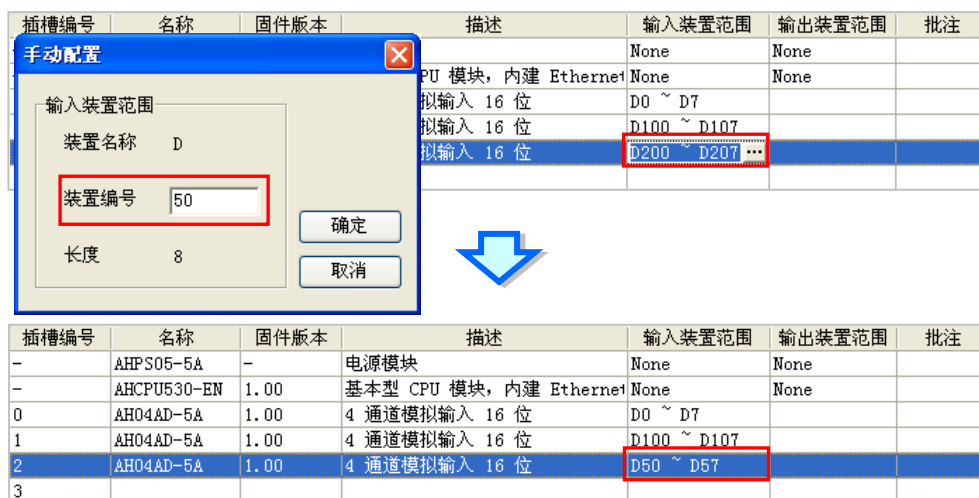 插槽编号 名称 固件版本 描述 输入装置范围 输出装置范围 批注
手动配置
None None
PU 模块，内建 Ethernet None None
拟输入 16 位 D0 ~ D7
输入装置范围
拟输入 16 位 D100 ~ D107
装置名称 D
拟输入 16 位 D200 ~ D207 ...
装置编号 50
确定
长度 8
取消
插槽编号 名称 固件版本 描述 输入装置范围 输出装置范围 批注
- AHPS05-5A - 电源模块 None None
- AHCPU530-EN 1.00 基本型 CPU 模块，内建 Ethernet None None
0 AH04AD-5A 1.00 4 通道模拟输入 16 位 D0 ~ D7
1 AH04AD-5A 1.00 4 通道模拟输入 16 位 D100 ~ D107
2 AH04AD-5A 1.00 4 通道模拟输入 16 位 D50 ~ D57
3